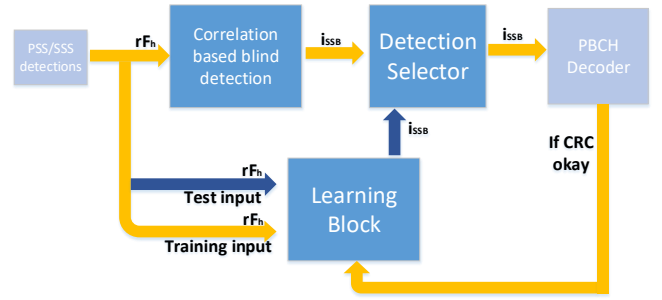 PSS/SSS
detections
rFh
Correlation
based blind
detection
iSSB
Detection
Selector
iSSB
PBCH
Decoder
iSSB
If CRC
okay
rFh
Test input
rFh
Training input
Learning
Block